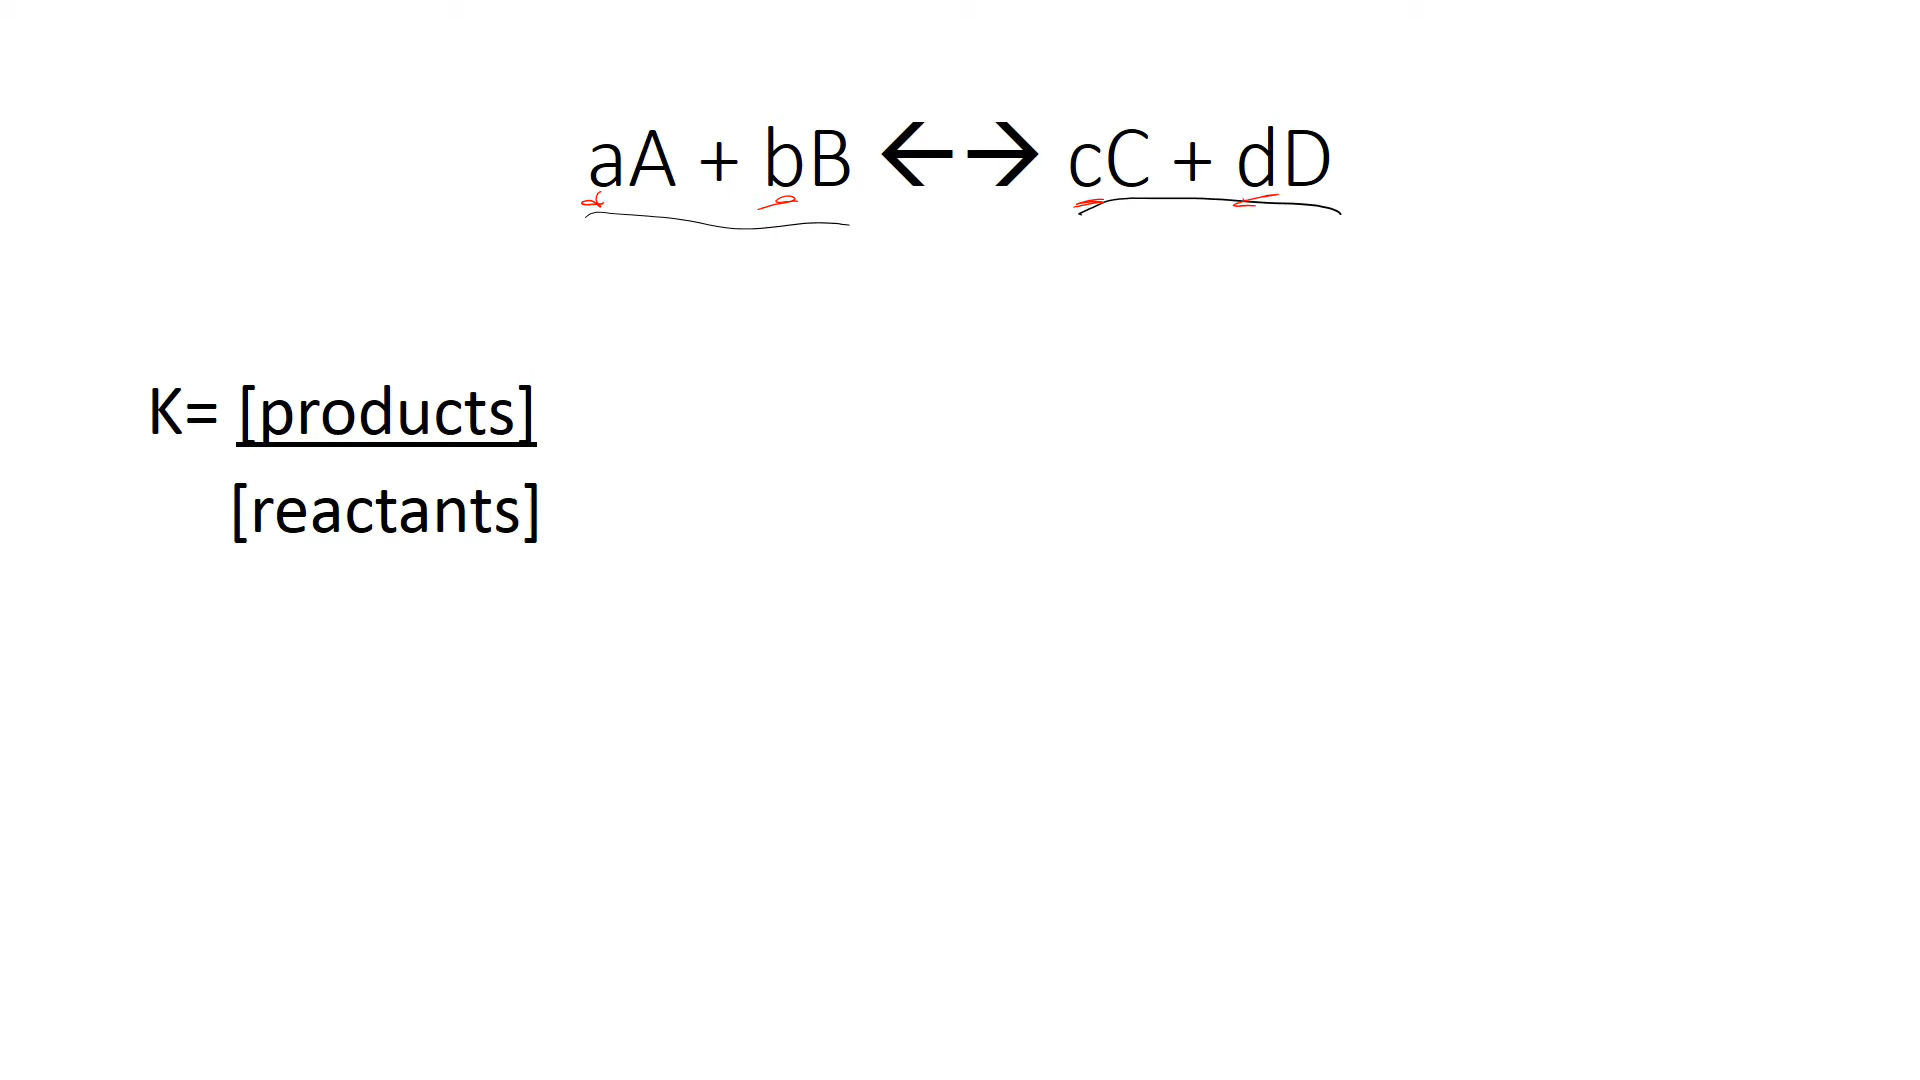 aA + bB ←→ cC + dD
K= [products]
[reactants]